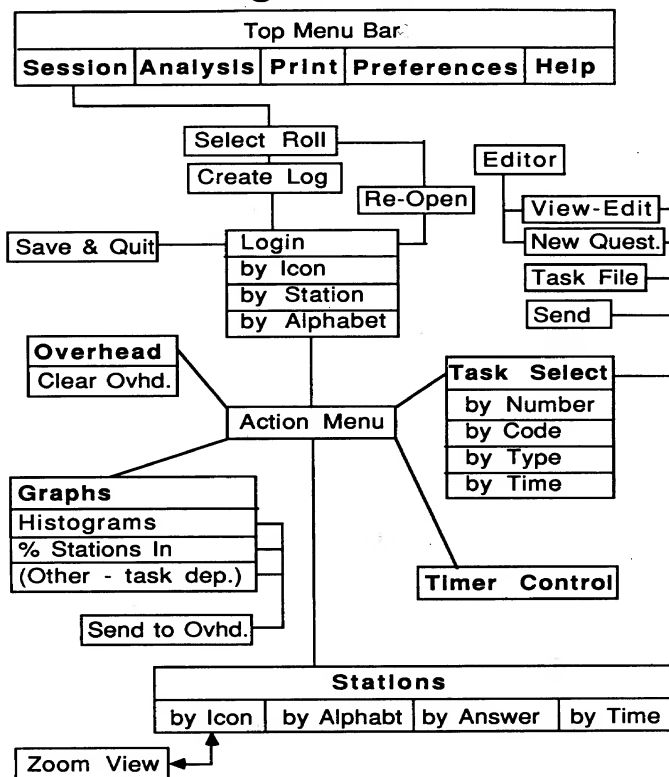 Top Menu Bar
Session Analysis Print Preferences Help
Select Roll
Create Log
Re-Open
Editor
View-Edit
New Quest.
Task File
Send
Save & Quit
Login
by Icon
by Station
by Alphabet
Overhead
Clear Ovhd.
Action Menu
Task Select
by Number
by Code
by Type
by Time
Graphs
Histograms
% Stations In
(Other - task dep.)
Send to Ovhd.
Timer Control
Stations
by Icon by Alphabt by Answer by Time
Zoom View